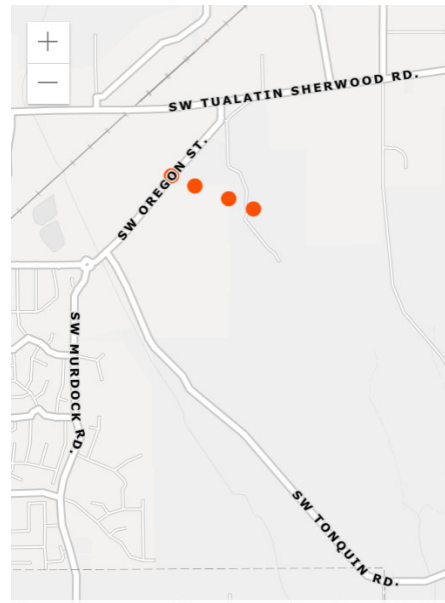 SW TUALATIN SHERWOOD RD.
SW OREGON ST.
SW MURDOCK RD.
SW TONQUIN RD.